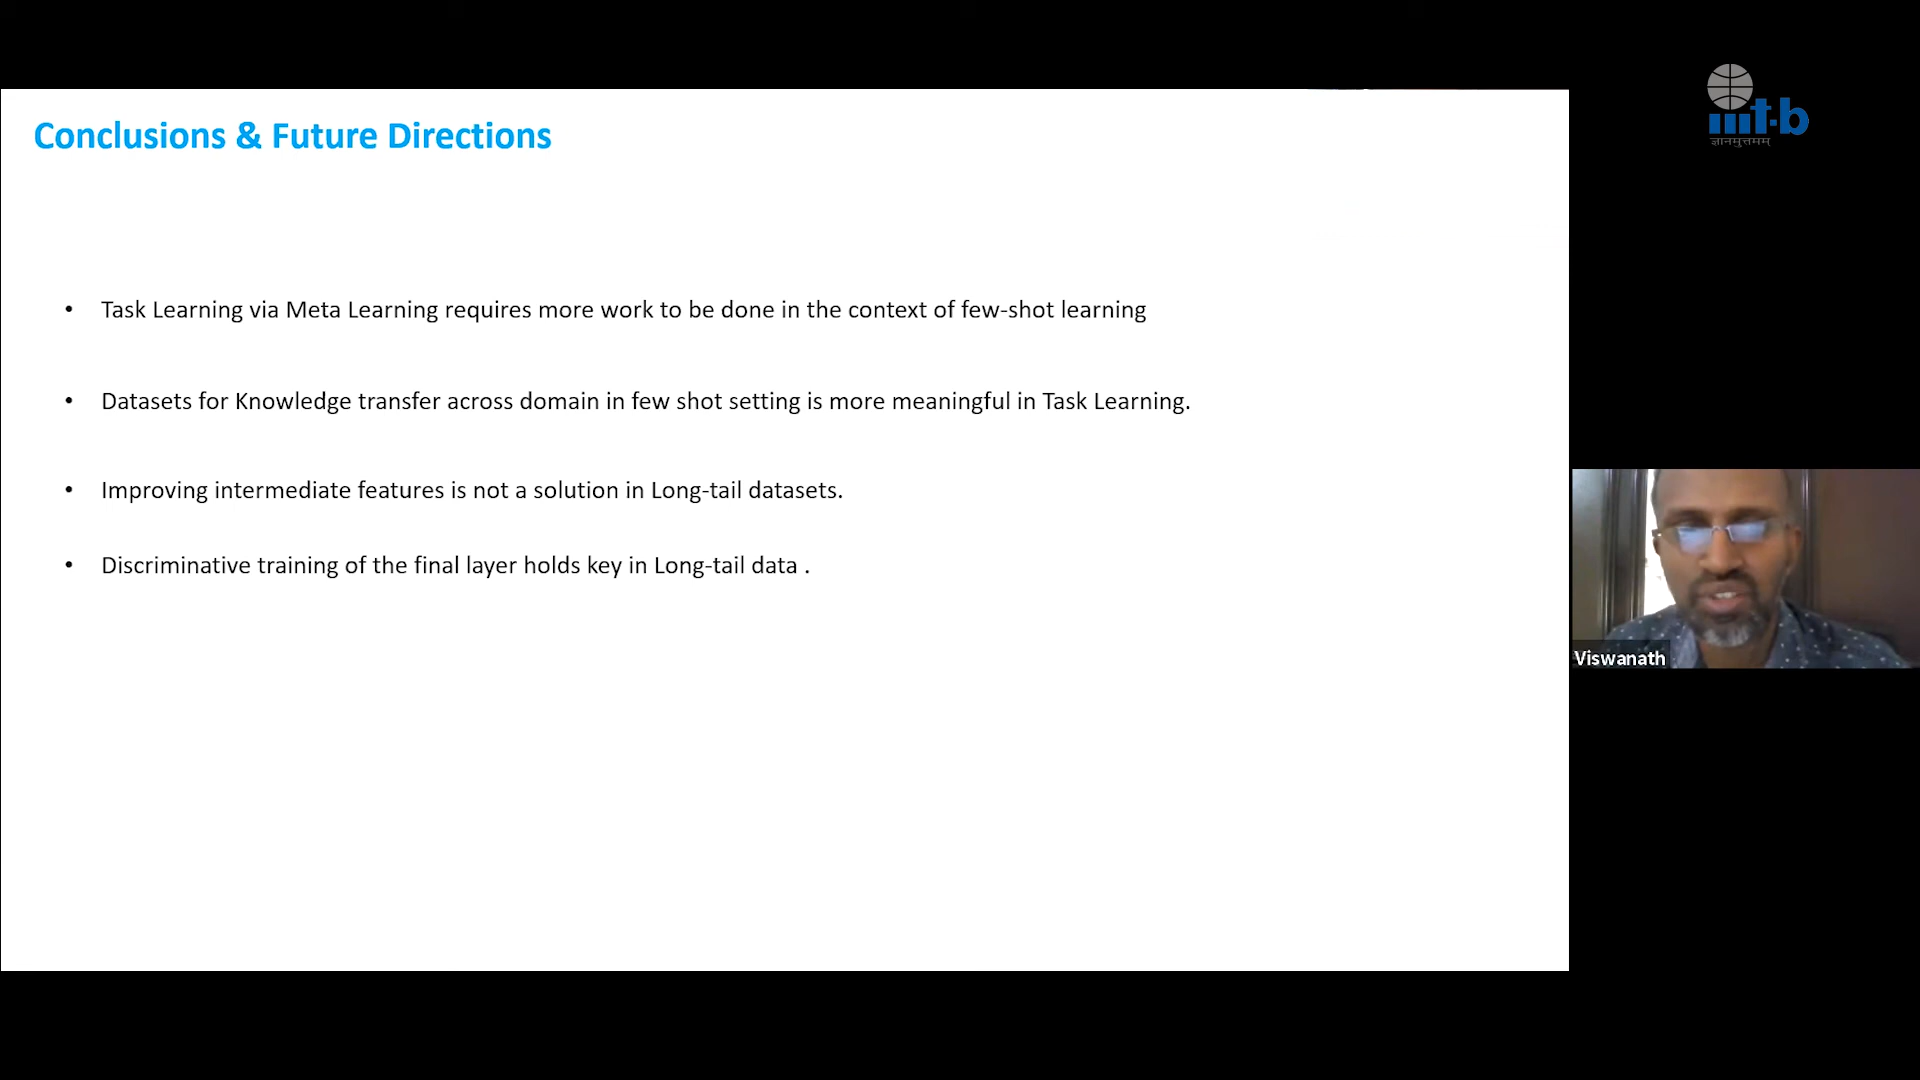 Conclusions & Future Directions
• Task Learning via Meta Learning requires more work to be done in the context of few-shot learning
• Datasets for Knowledge transfer across domain in few shot setting is more meaningful in Task Learning.
• Improving intermediate features is not a solution in Long-tail datasets.
• Discriminative training of the final layer holds key in Long-tail data .
iiit-b
ज्ञानमुत्तमम्
Viswanath